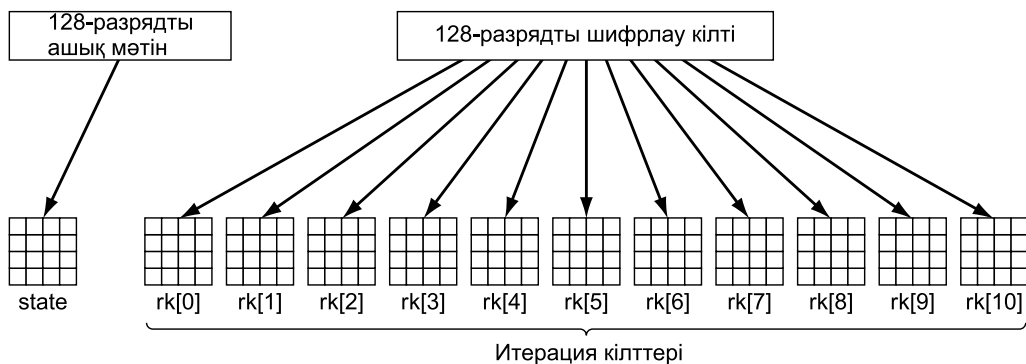 128-разрядты
ашық мәтін
128-разрядты шифрлау кілті
state
rk[0] rk[1] rk[2] rk[3] rk[4] rk[5] rk[6] rk[7] rk[8] rk[9] rk[10]
Итерация кілттері